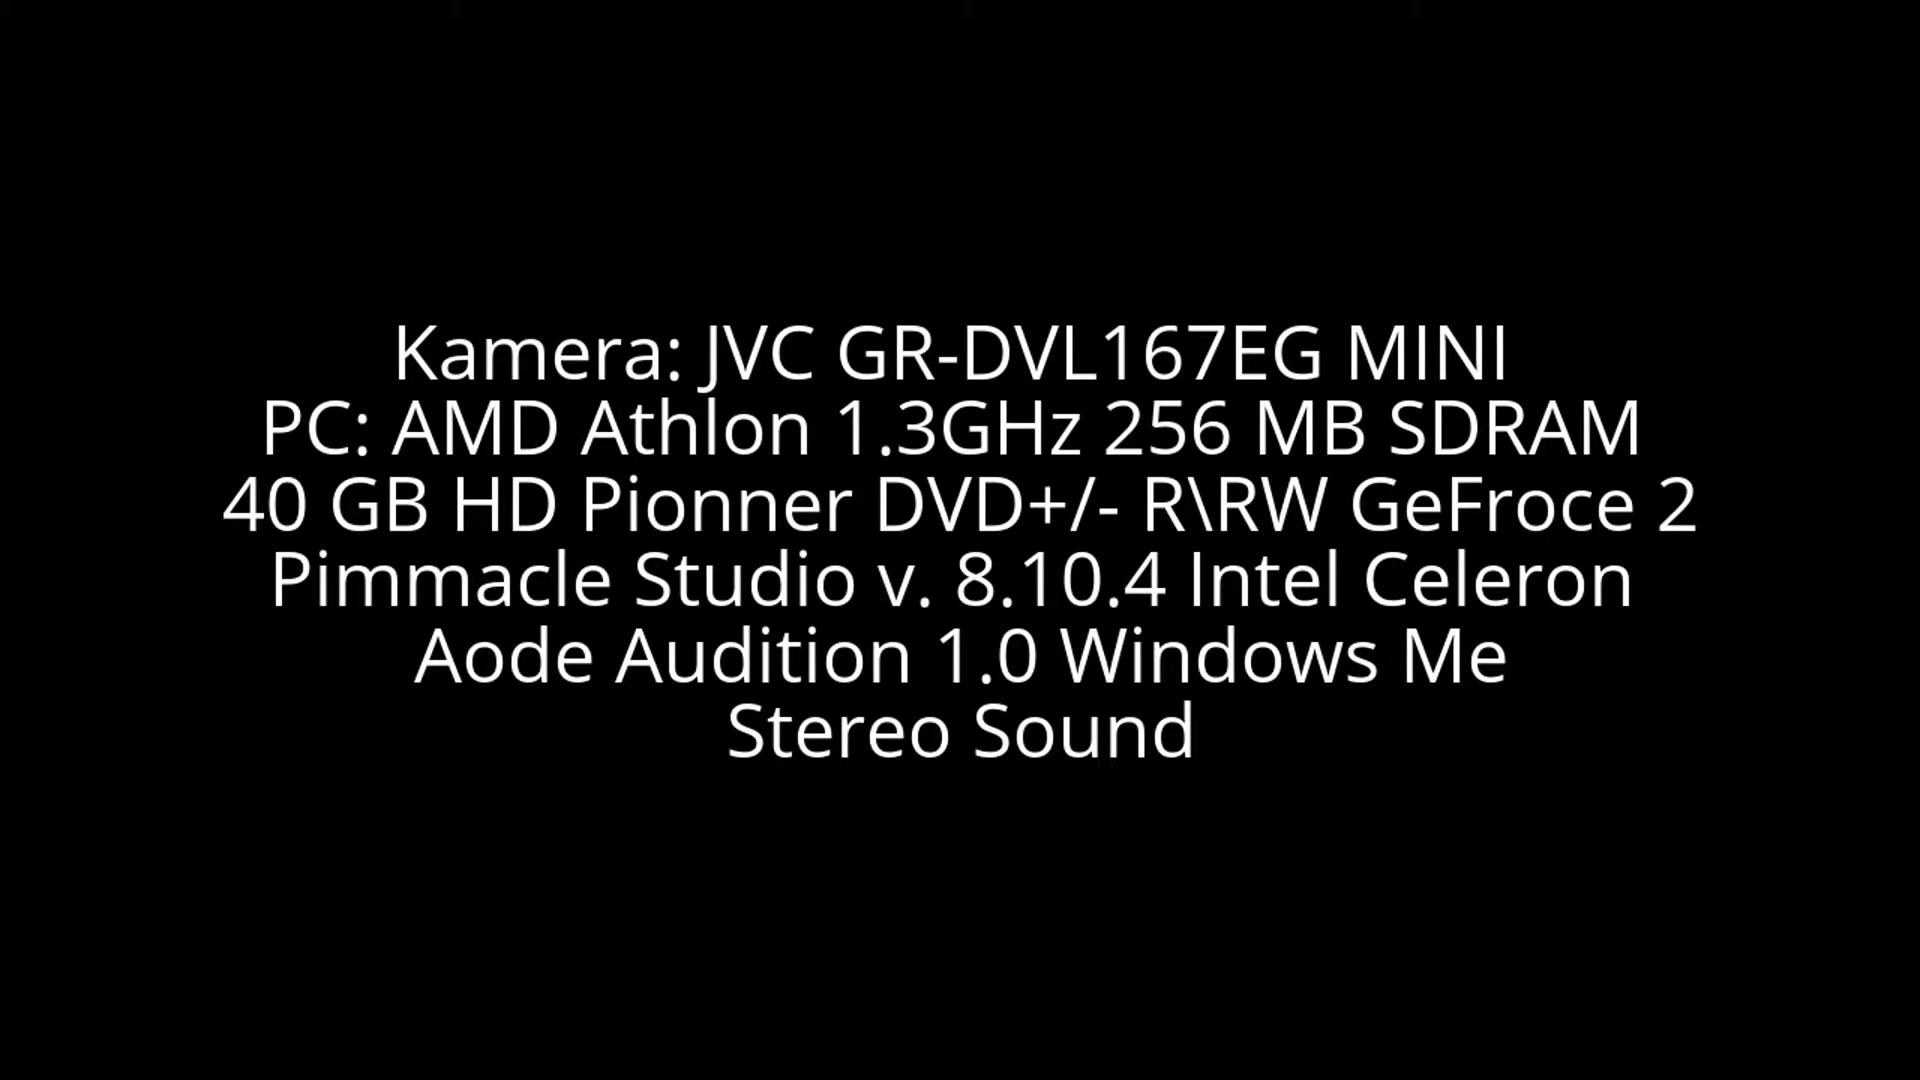 Kamera: JVC GR-DVL167EG MINI
PC: AMD Athlon 1.3GHz 256 MB SDRAM
40 GB HD Pionner DVD+/- R\RW GeFroce 2
Pimmacle Studio v. 8.10.4 Intel Celeron
Aode Audition 1.0 Windows Me
Stereo Sound